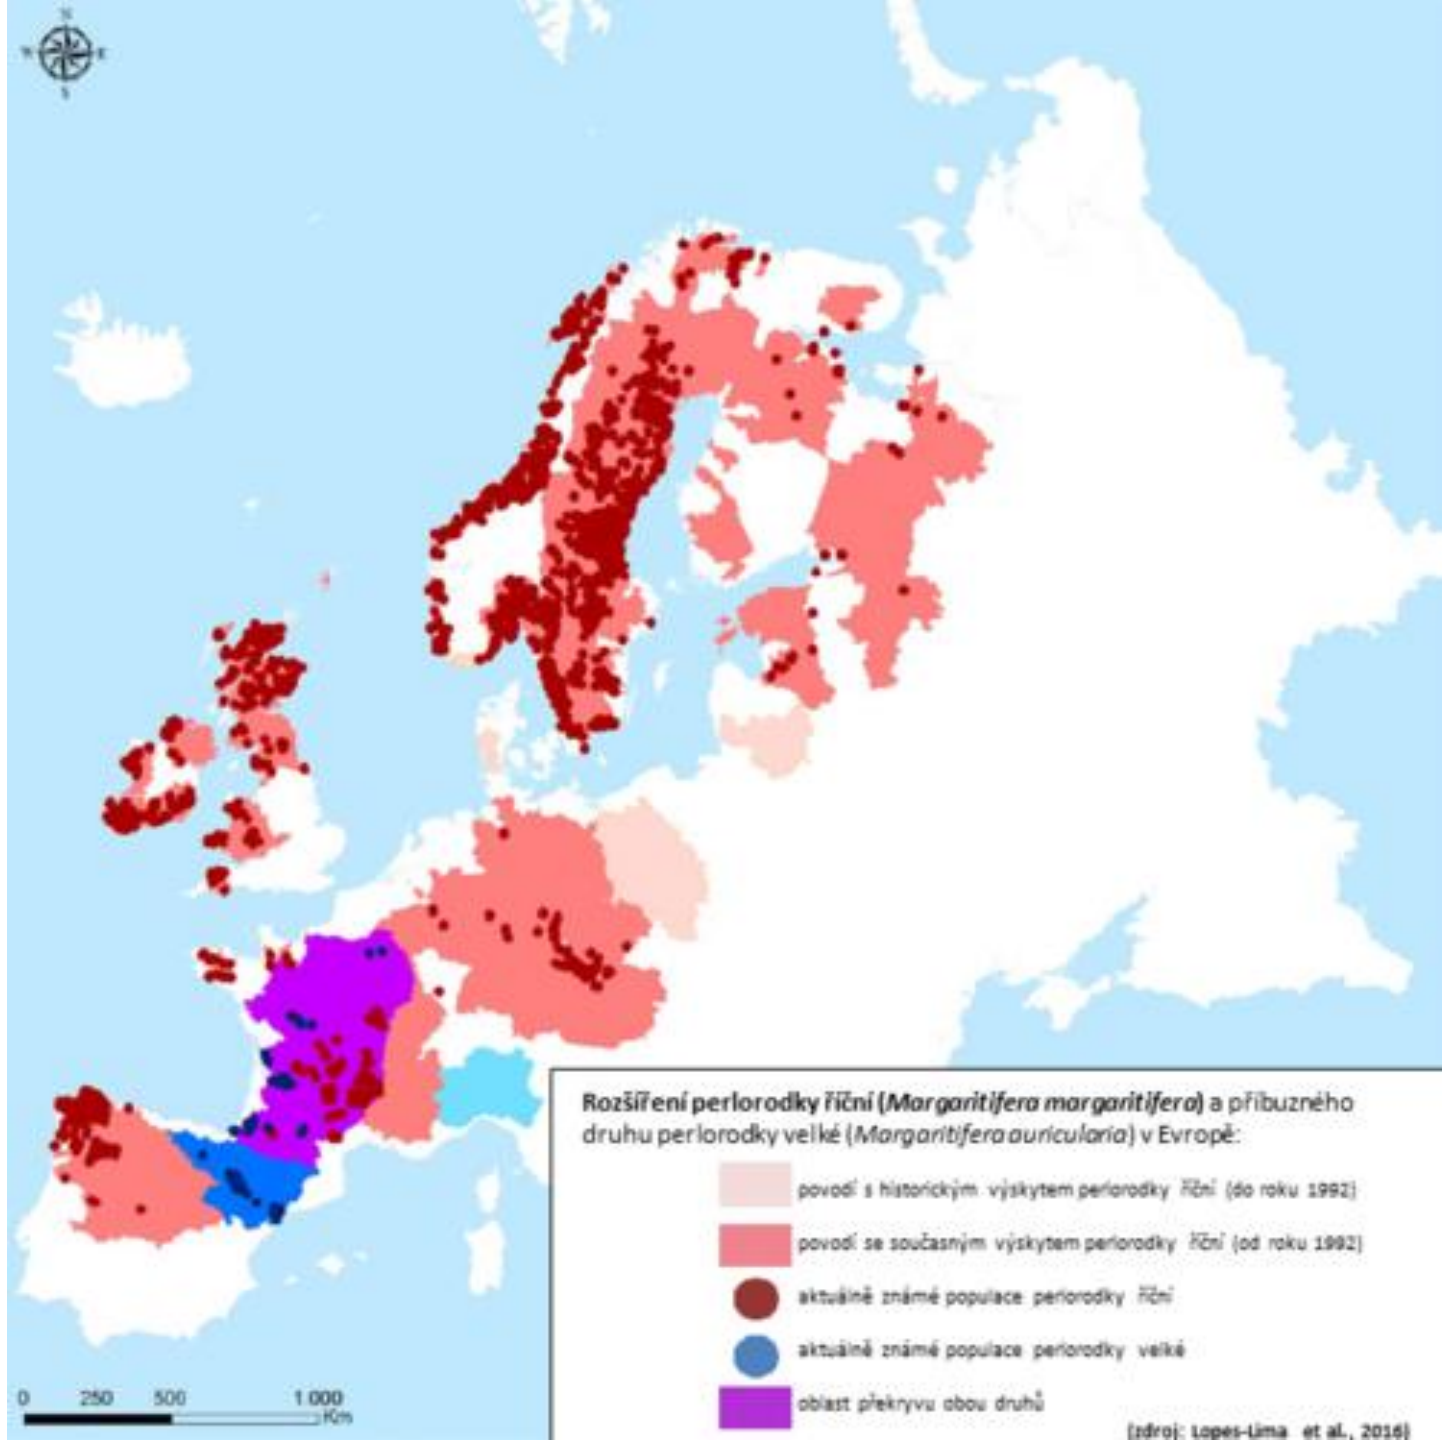 N
W E
S
Rozšíření perlorodky říční (Margaritifera margaritifera) a příbuzného
druhu perlorodky velké (Margaritifera auricularia) v Evropě:
povodí s historickým výskytem perlorodky říční (do roku 1992)
povodí se současným výskytem perlorodky říční (od roku 1992)
aktuálně známé populace perlorodky říční
aktuálně známé populace perlorodky velké
oblast překryvu obou druhů
0 250 500 1 000
Km
(zdroj: Lopes-Lima et al., 2016)